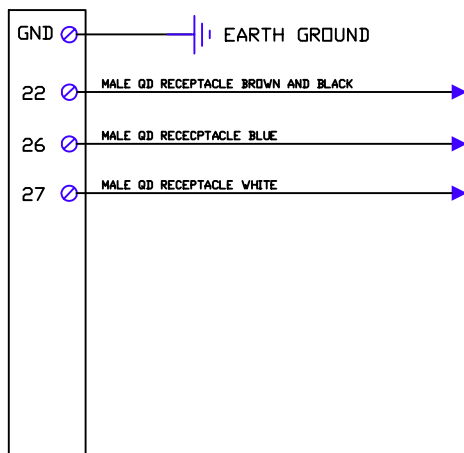 GND EARTH GROUND
22 MALE QD RECEPTACLE BROWN AND BLACK
26 MALE QD RECECPTACLE BLUE
27 MALE QD RECEPTACLE WHITE